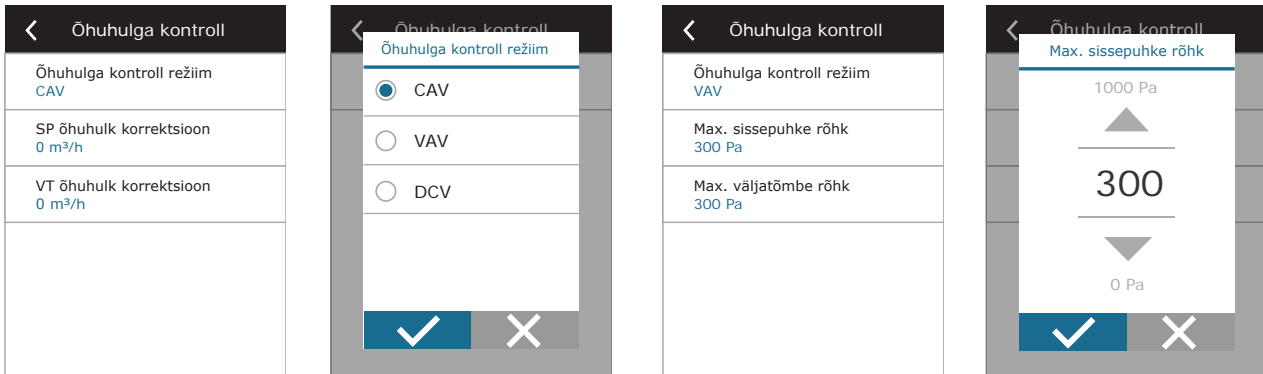 Õhuhulga kontroll
Õhuhulga kontroll režiim
CAV
SP õhuhulk korrektsioon
0 m³/h
VT õhuhulk korrektsioon
0 m³/h
Õhuhulga kontroll
Õhuhulga kontroll režiim
CAV
VAV
DCV
Õhuhulga kontroll
Õhuhulga kontroll režiim
VAV
Max. sissepuhke rõhk
300 Pa
Max. väljatõmbe rõhk
300 Pa
Õhuhulga kontroll
Max. sissepuhke rõhk
1000 Pa
300
0 Pa